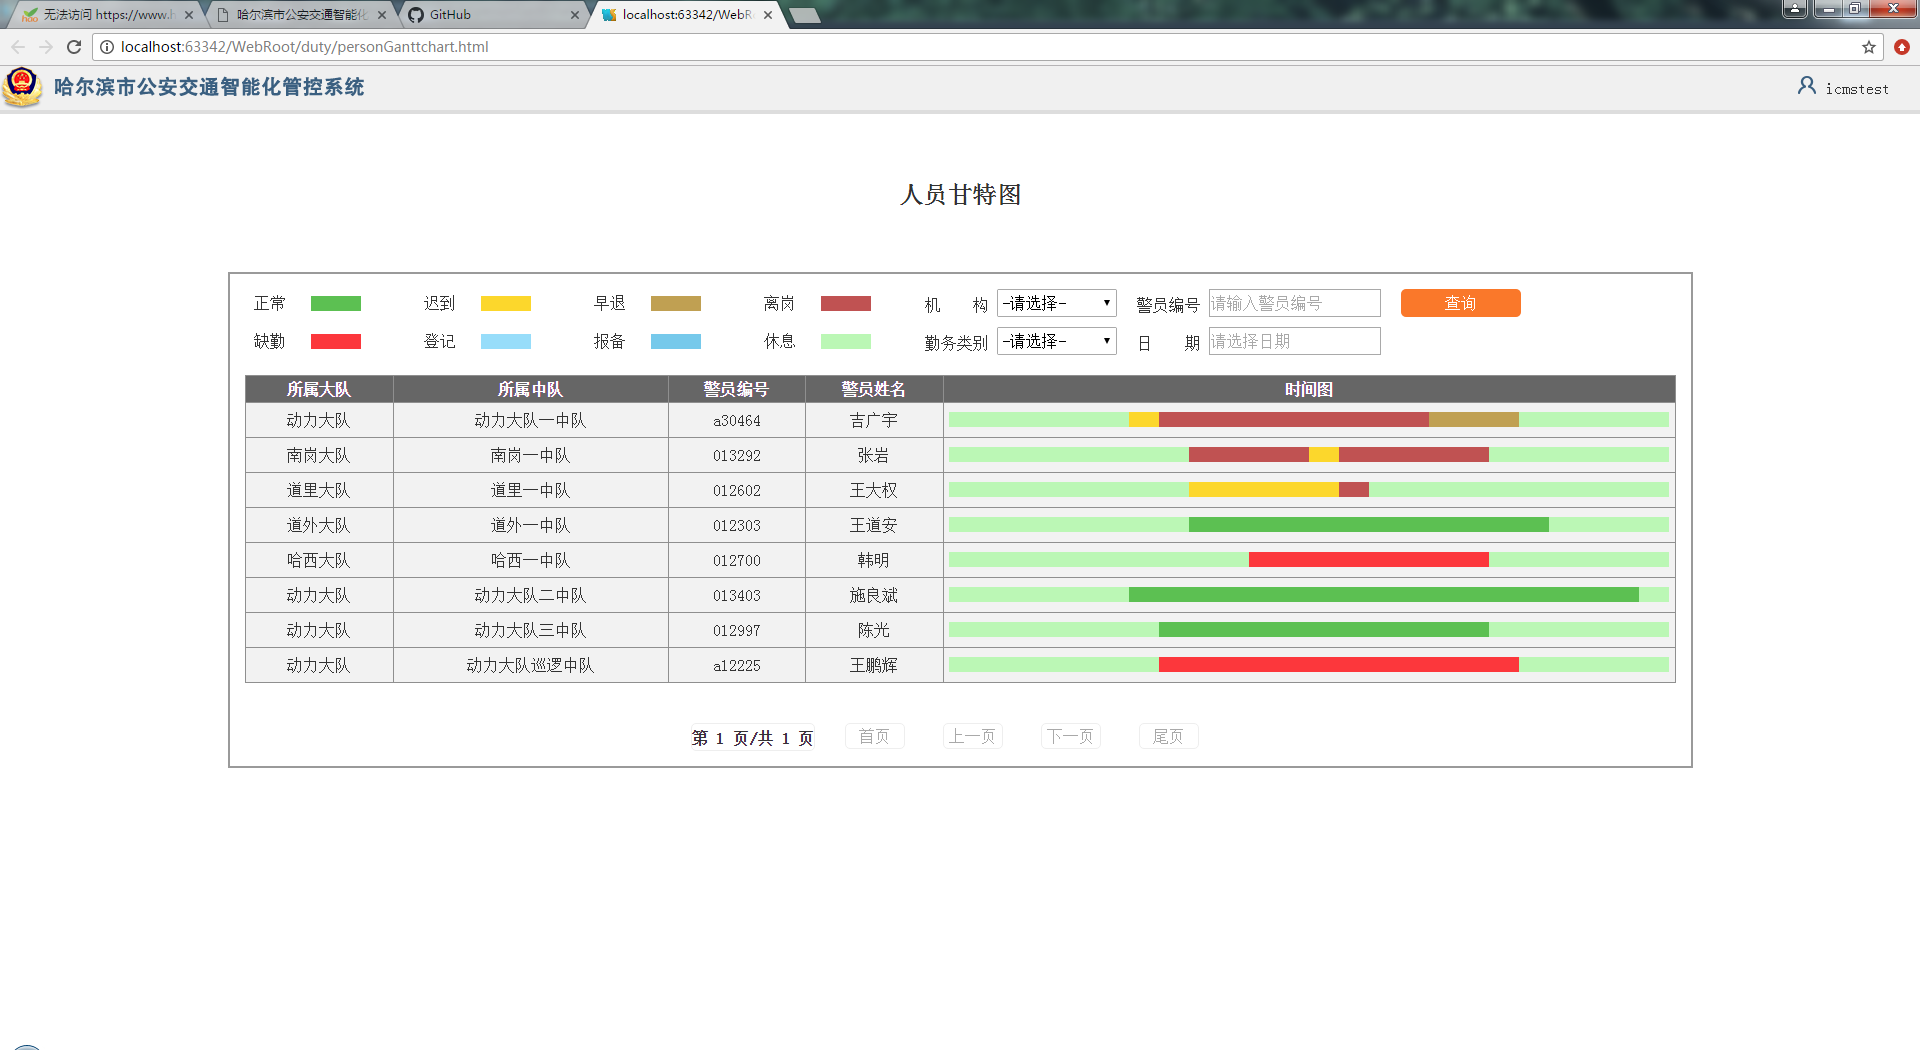 无法访问 https://www.h
哈尔滨市公安交通智能化
GitHub
localhost:63342/WebR
localhost:63342/WebRoot/duty/personGanttchart.html
哈尔滨市公安交通智能化管控系统
icmstest
人员甘特图
正常 迟到 早退 离岗 机 构 -请选择- 警员编号 请输入警员编号 查询
缺勤 登记 报备 休息 勤务类别 -请选择- 日 期 请选择日期
所属大队 所属中队 警员编号 警员姓名 时间图
动力大队 动力大队一中队 a30464 吉广宇
南岗大队 南岗一中队 013292 张岩
道里大队 道里一中队 012602 王大权
道外大队 道外一中队 012303 王道安
哈西大队 哈西一中队 012700 韩明
动力大队 动力大队二中队 013403 施良斌
动力大队 动力大队三中队 012997 陈光
动力大队 动力大队巡逻中队 a12225 王鹏辉
第 1 页/共 1 页 首页 上一页 下一页 尾页